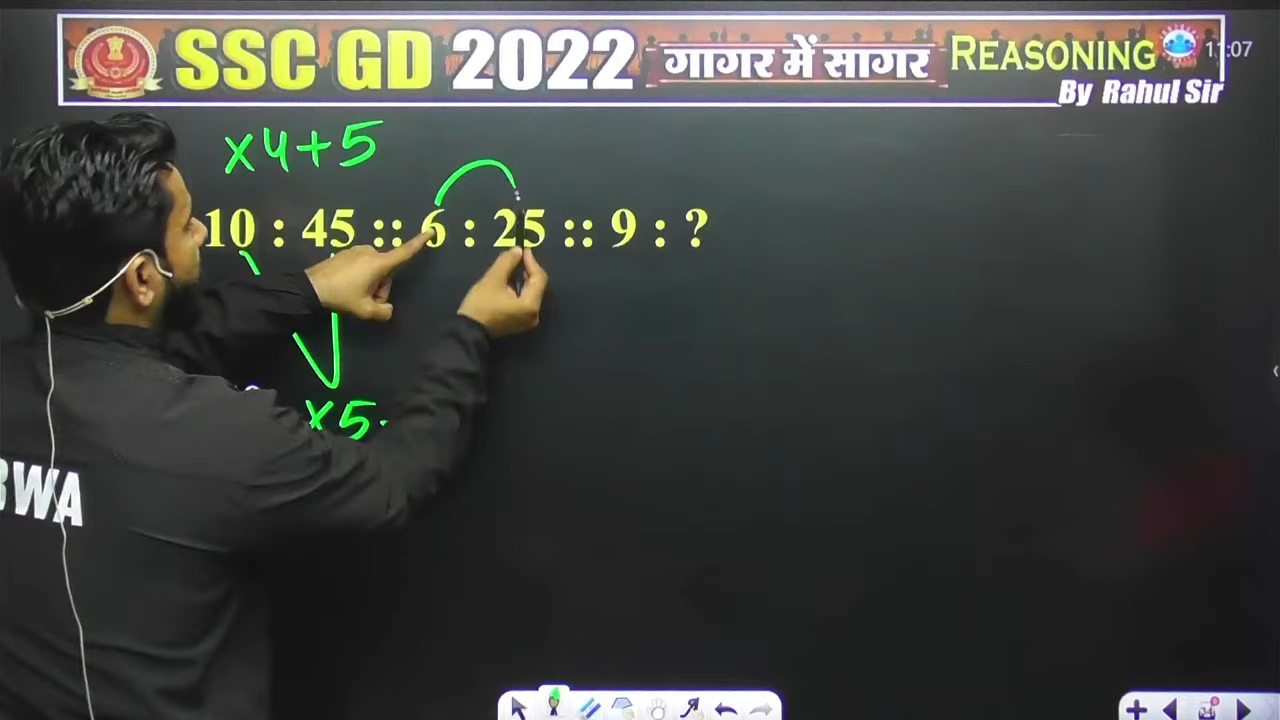 SSC GD 2022 गागर में सागर REASONING 11:07
By Rahul Sir
x4+5
10 : 45 :: 6 : 25 :: 9 : ?
x5
RWA